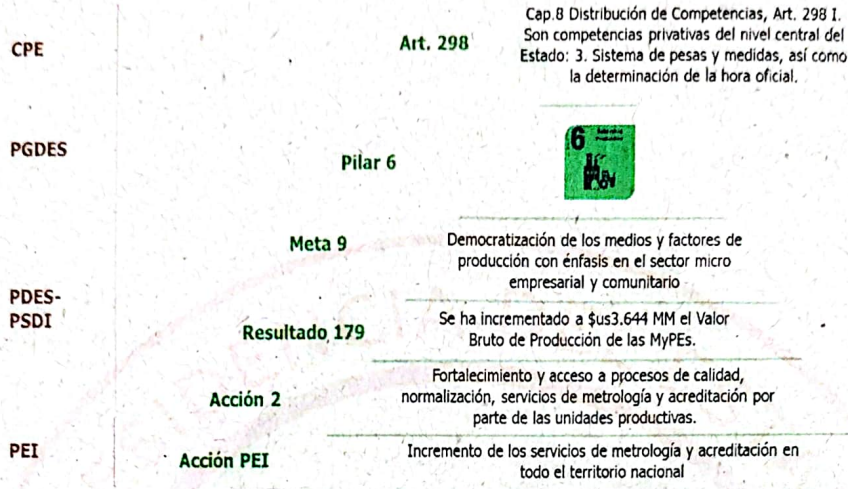 CPE
Art. 298
Cap.8 Distribución de Competencias, Art. 298 I.
Son competencias privativas del nivel central del
Estado: 3. Sistema de pesas y medidas, así como
la determinación de la hora oficial.
PGDES
Pilar 6
6
Meta 9
Democratización de los medios y factores de
producción con énfasis en el sector micro
empresarial y comunitario
PDES-
PSDI
Resultado 179
Se ha incrementado a $us3.644 MM el Valor
Bruto de Producción de las MyPEs.
Acción 2
Fortalecimiento y acceso a procesos de calidad,
normalización, servicios de metrología y acreditación por
parte de las unidades productivas.
PEI
Acción PEI
Incremento de los servicios de metrología y acreditación en
todo el territorio nacional